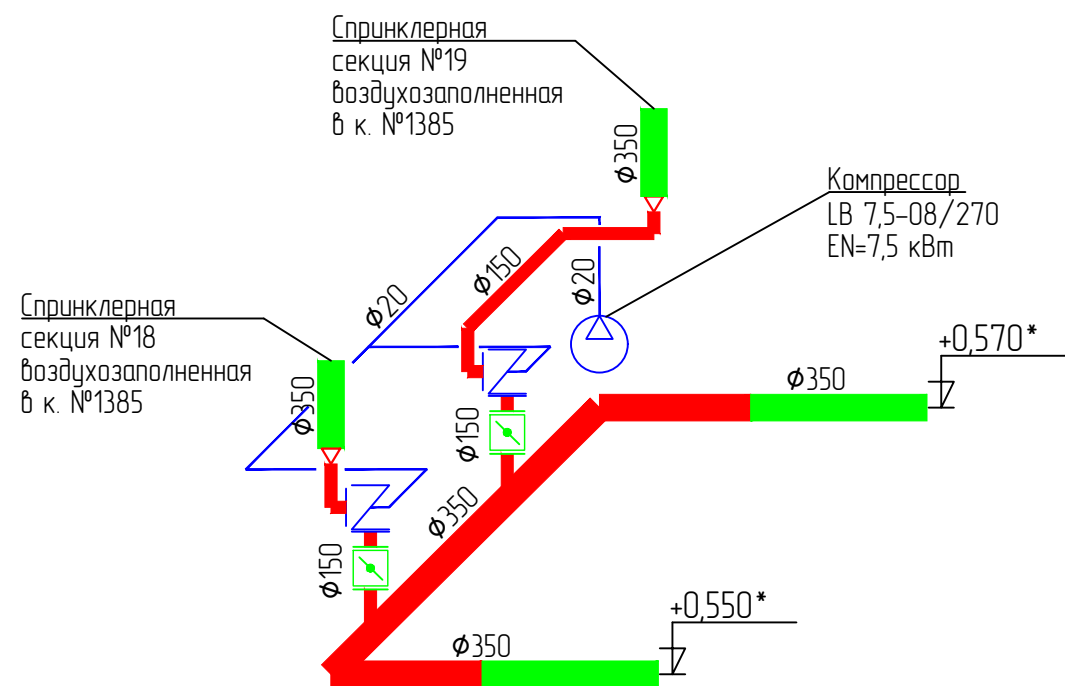 Спринклерная
секция №19
воздухозаполненная
в к. №1385
ϕ350
Компрессор
LB 7,5-08/270
EN=7,5 кВт
ϕ150
ϕ20
ϕ20
Спринклерная
секция №18
воздухозаполненная
в к. №1385
+0,570*
ϕ350
ϕ350
ϕ150
ϕ350
ϕ150
+0,550*
ϕ350